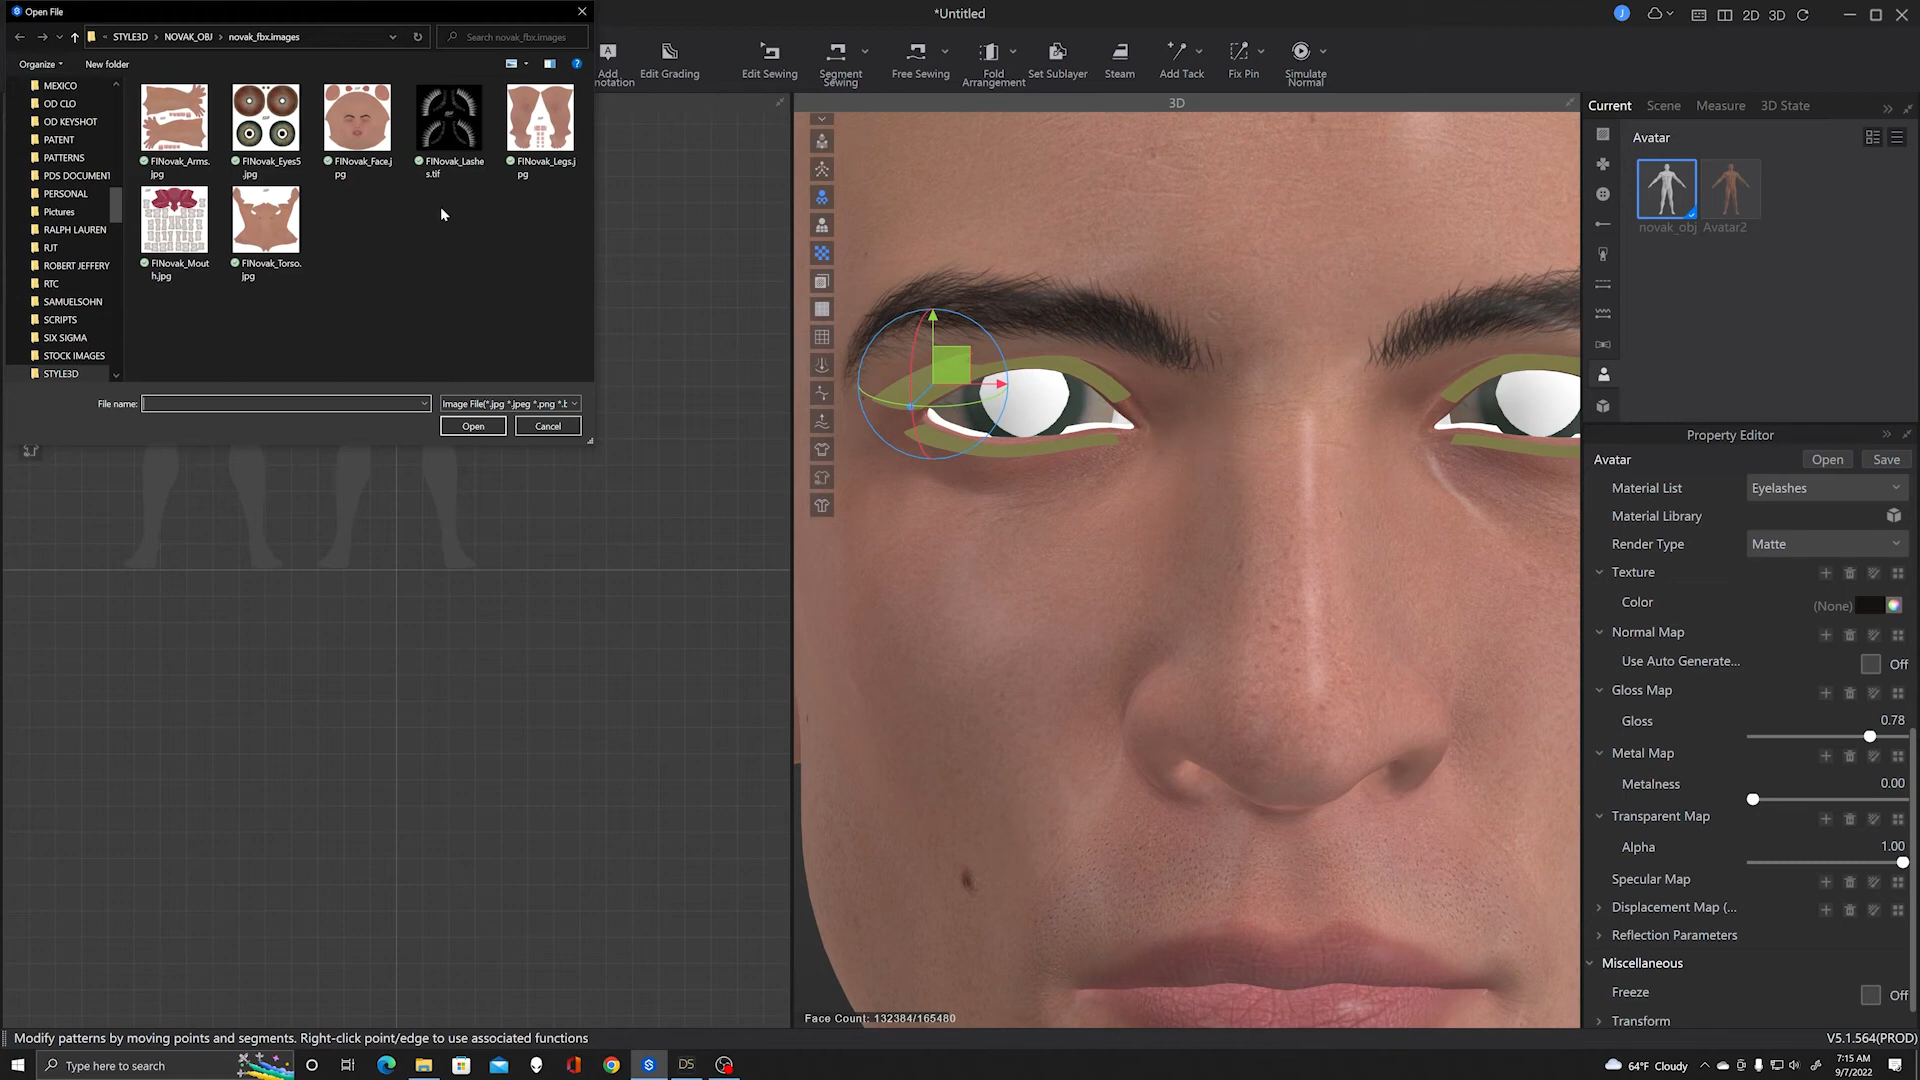 Open File
*Untitled
J
2D
3D
« STYLE3D > NOVAK_OBJ > novak_fbx.images
Search novak_fbx.images
Organize
New folder
Add
nnotation
Edit Grading
Edit Sewing
Segment
Sewing
Free Sewing
Fold
Arrangement
Set Sublayer
Steam
Add Tack
Fix Pin
Simulate
Normal
MEXICO
OD CLO
OD KEYSHOT
PATENT
PATTERNS
PDS DOCUMENT
PERSONAL
Pictures
RALPH LAUREN
RJT
ROBERT JEFFERY
RTC
SAMUELSOHN
SCRIPTS
SIX SIGMA
STOCK IMAGES
STYLE3D
FINovak_Arms.
jpg
FINovak_Eyes5
.jpg
FINovak_Face.j
pg
FINovak_Lashe
s.tif
FINovak_Legs.j
pg
FINovak_Mout
h.jpg
FINovak_Torso.
jpg
File name:
Image File(*.jpg *.jpeg *.png *.b
Open
Cancel
3D
Face Count: 132384/165480
Current
Scene
Measure
3D State
Avatar
novak_obj
Avatar2
Property Editor
Avatar
Open
Save
Material List
Eyelashes
Material Library
Render Type
Matte
Texture
Color
(None)
Normal Map
Use Auto Generate...
Off
Gloss Map
Gloss
0.78
Metal Map
Metalness
0.00
Transparent Map
Alpha
1.00
Specular Map
Displacement Map (...
Reflection Parameters
Miscellaneous
Freeze
Off
Transform
Modify patterns by moving points and segments. Right-click point/edge to use associated functions
V5.1.564(PROD)
Type here to search
DS
64°F Cloudy
7:15 AM
9/7/2022